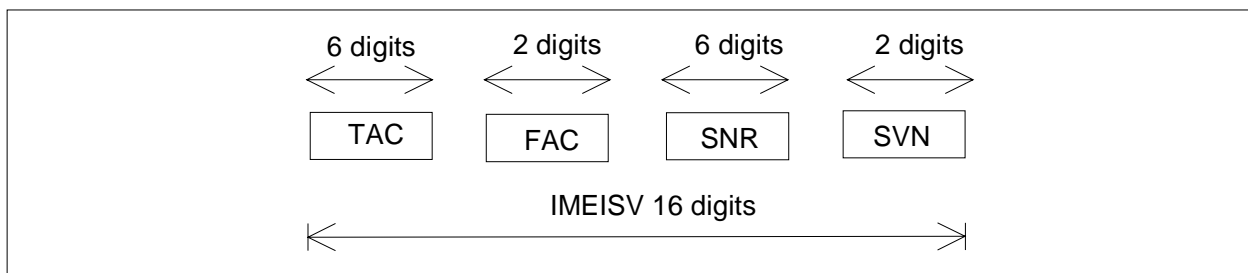 6 digits 2 digits 6 digits 2 digits
TAC FAC SNR SVN
IMEISV 16 digits